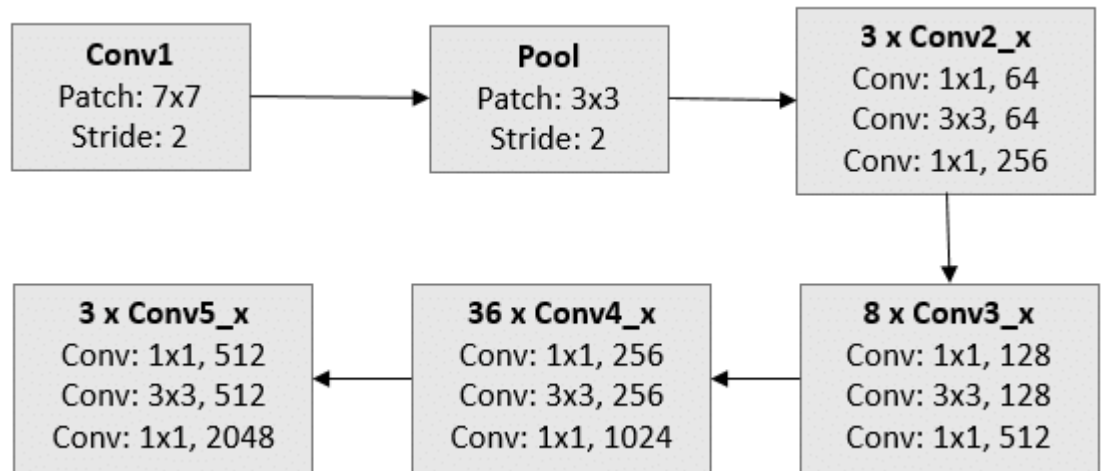 Conv1
Patch: 7x7
Stride: 2
Pool
Patch: 3x3
Stride: 2
3 x Conv2_x
Conv: 1x1, 64
Conv: 3x3, 64
Conv: 1x1, 256
8 x Conv3_x
Conv: 1x1, 128
Conv: 3x3, 128
Conv: 1x1, 512
36 x Conv4_x
Conv: 1x1, 256
Conv: 3x3, 256
Conv: 1x1, 1024
3 x Conv5_x
Conv: 1x1, 512
Conv: 3x3, 512
Conv: 1x1, 2048